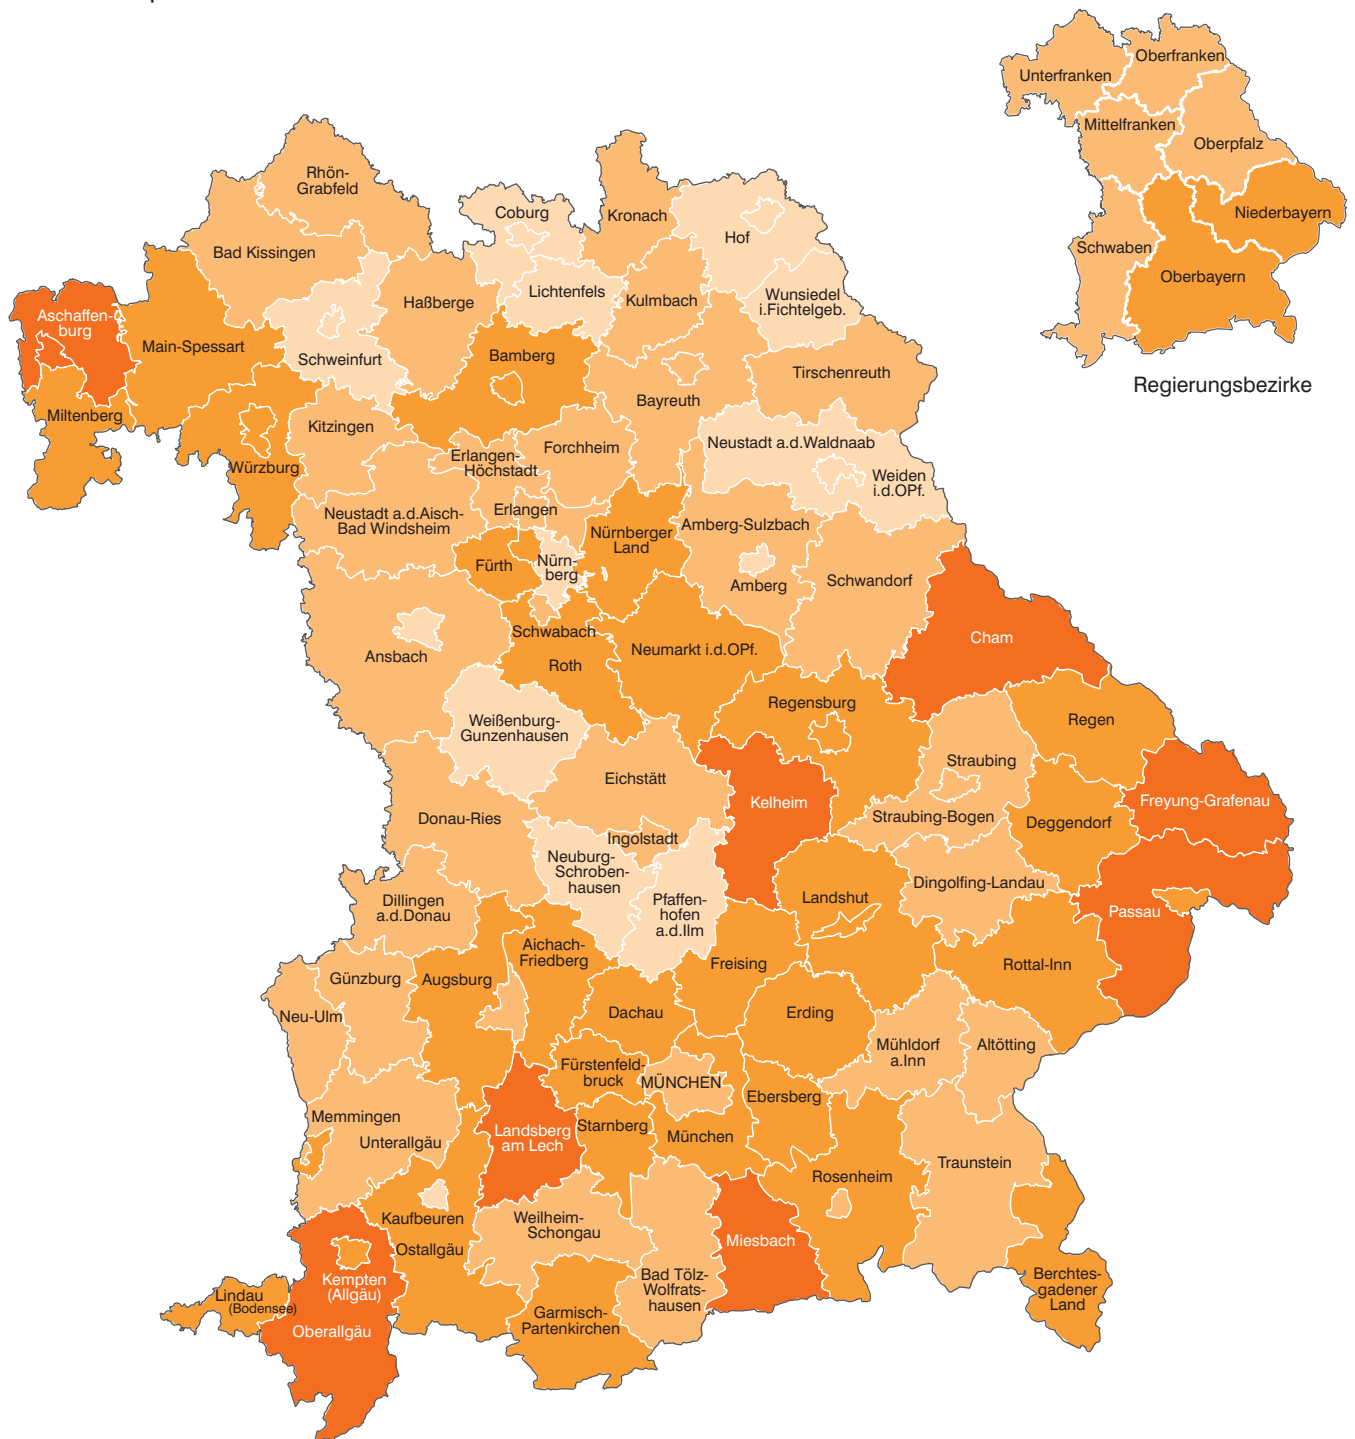 Unterfranken
Oberfranken
Mittelfranken
Oberpfalz
Niederbayern
Schwaben
Oberbayern
Regierungsbezirke
Rhön-
Grabfeld
Coburg
Kronach
Hof
Bad Kissingen
Lichtenfels
Kulmbach
Wunsiedel
i.Fichtelgeb.
Haßberge
Aschaffen-
burg
Main-Spessart
Schweinfurt
Bamberg
Tirschenreuth
Bayreuth
Miltenberg
Kitzingen
Würzburg
Erlangen-
Höchstadt
Forchheim
Neustadt a.d.Waldnaab
Weiden
i.d.OPf.
Neustadt a.d.Aisch-
Bad Windsheim
Erlangen
Nürnberger
Land
Amberg-Sulzbach
Fürth
Nürn-
berg
Amberg
Schwandorf
Cham
Ansbach
Schwabach
Roth
Neumarkt i.d.OPf.
Regensburg
Regen
Weißenburg-
Gunzenhausen
Straubing
Eichstätt
Kelheim
Freyung-Grafenau
Donau-Ries
Straubing-Bogen
Deggendorf
Ingolstadt
Neuburg-
Schroben-
hausen
Dingolfing-Landau
Dillingen
a.d.Donau
Pfaffen-
hofen
a.d.Ilm
Landshut
Passau
Aichach-
Friedberg
Freising
Rottal-Inn
Günzburg
Augsburg
Neu-Ulm
Dachau
Erding
Mühldorf
a.Inn
Altötting
Fürstenfeld-
bruck
MÜNCHEN
Ebersberg
Memmingen
Unterallgäu
Landsberg
am Lech
Starnberg
München
Traunstein
Rosenheim
Kaufbeuren
Weilheim-
Schongau
Miesbach
Ostallgäu
Kempten
(Allgäu)
Bad Tölz-
Wolfrats-
hausen
Berchtes-
gadener
Land
Lindau
(Bodensee)
Oberallgäu
Garmisch-
Partenkirchen